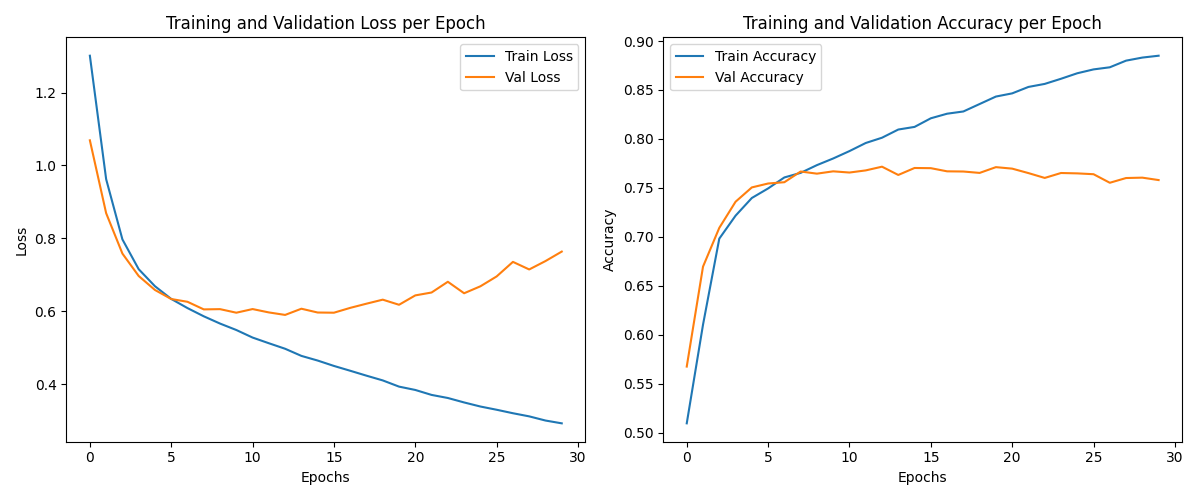 Training and Validation Loss per Epoch
Train Loss
Val Loss
1.2
1.0
0.8
0.6
0.4
Loss
0
5
10
15
20
25
30
Epochs
Training and Validation Accuracy per Epoch
Train Accuracy
Val Accuracy
0.90
0.85
0.80
0.75
0.70
0.65
0.60
0.55
0.50
Accuracy
0
5
10
15
20
25
30
Epochs